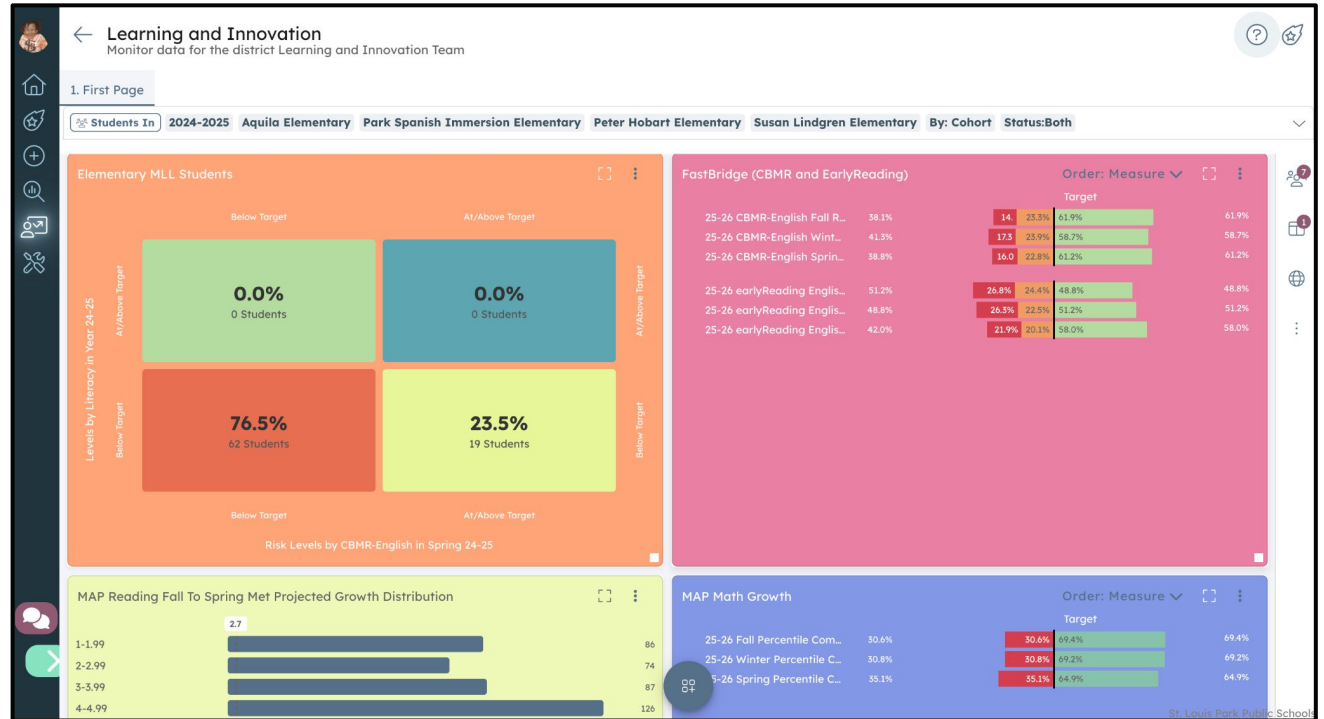 Learning and Innovation
Monitor data for the district Learning and Innovation Team
1. First Page
Students In 2024-2025 Aquila Elementary Park Spanish Immersion Elementary Peter Hobart Elementary Susan Lindgren Elementary By: Cohort Status:Both
Elementary MLL Students
Below Target At/Above Target
Levels by Literacy in Year 24-25
At/Above Target
Below Target
0.0%
0 Students
0.0%
0 Students
76.5%
62 Students
23.5%
19 Students
At/Above Target
Below Target
Below Target At/Above Target
Risk Levels by CBMR-English in Spring 24-25
FastBridge (CBMR and EarlyReading) Order: Measure
Target
25-26 CBMR-English Fall R... 38.1% 14. 23.3% 61.9% 61.9%
25-26 CBMR-English Wint... 41.3% 17.3 23.9% 58.7% 58.7%
25-26 CBMR-English Sprin... 38.8% 16.0 22.8% 61.2% 61.2%
25-26 earlyReading Englis... 51.2% 26.8% 24.4% 48.8% 48.8%
25-26 earlyReading Englis... 48.8% 26.3% 22.5% 51.2% 51.2%
25-26 earlyReading Englis... 42.0% 21.9% 20.1% 58.0% 58.0%
7
1
MAP Reading Fall To Spring Met Projected Growth Distribution
2.7
1-1.99 86
2-2.99 74
3-3.99 87
4-4.99 126
MAP Math Growth Order: Measure
Target
25-26 Fall Percentile Com... 30.6% 30.6% 69.4% 69.4%
25-26 Winter Percentile C... 30.8% 30.8% 69.2% 69.2%
5-26 Spring Percentile C... 35.1% 35.1% 64.9% 64.9%
St. Louis Park Public Schools